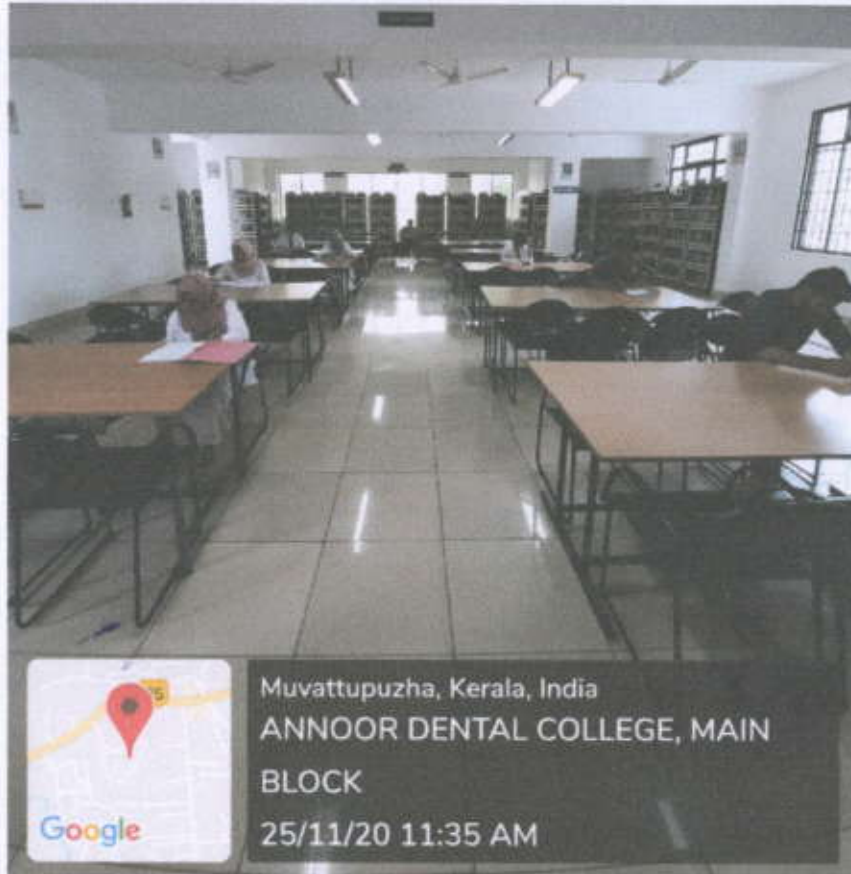 Muvattupuzha, Kerala, India
ANNOOR DENTAL COLLEGE, MAIN
BLOCK
25/11/20 11:35 AM
Google